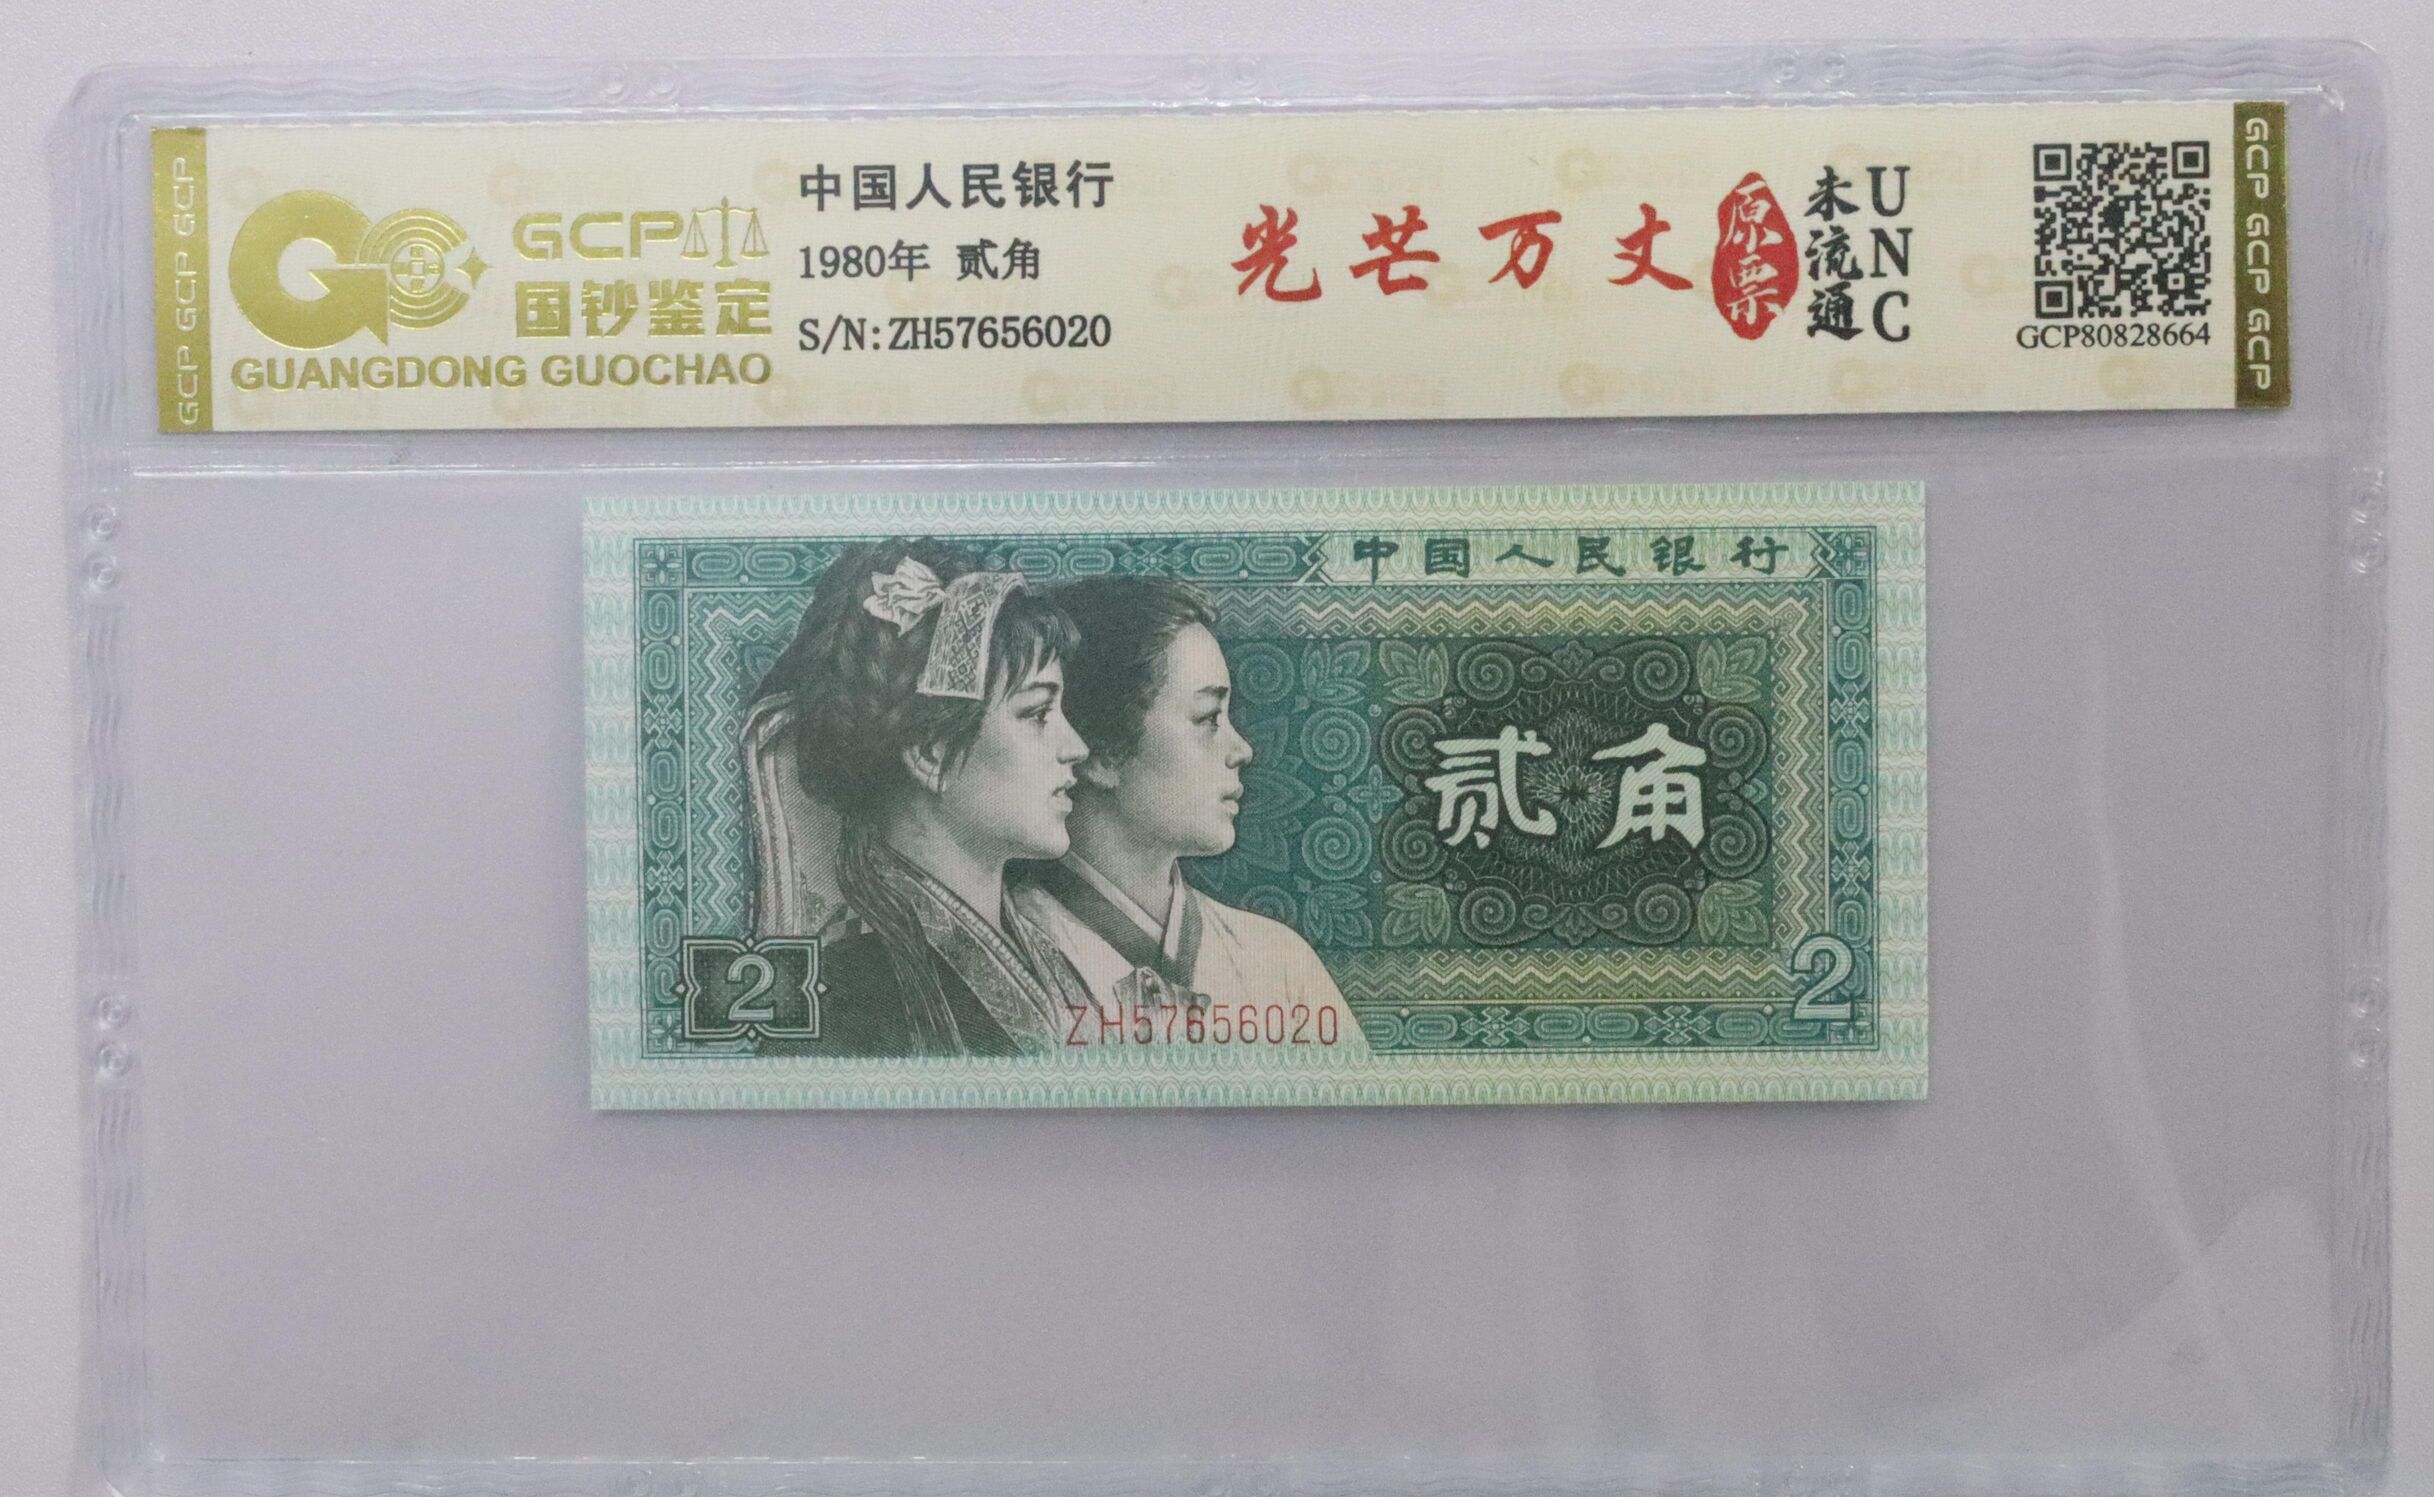 GCP GCP GCP
GCP
国钞鉴定
GUANGDONG GUOCHAO
中国人民银行
1980年 贰角
S/N:ZH57656020
光芒万丈
原票
未流通
UNC
GCP80828664
GCP GCP GCP
中国人民银行
贰角
2
2
ZH57656020